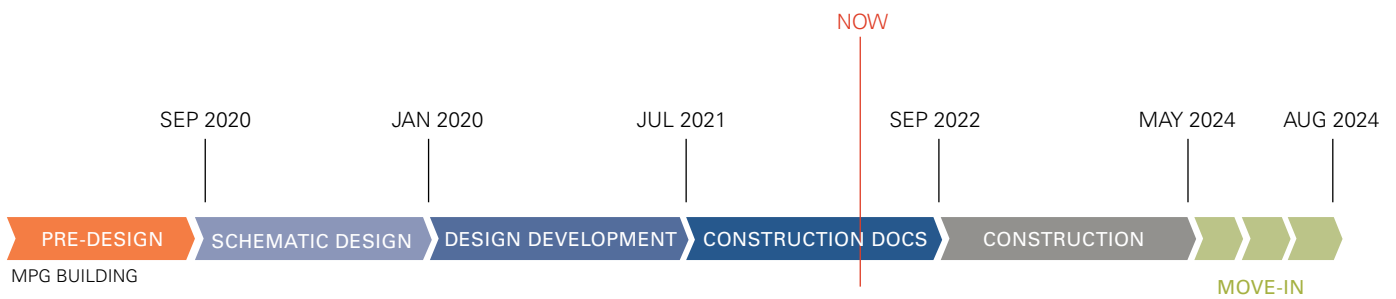 NOW
SEP 2020
JAN 2020
JUL 2021
SEP 2022
MAY 2024
AUG 2024
PRE-DESIGN
SCHEMATIC DESIGN
DESIGN DEVELOPMENT
CONSTRUCTION DOCS
CONSTRUCTION
MPG BUILDING
MOVE-IN